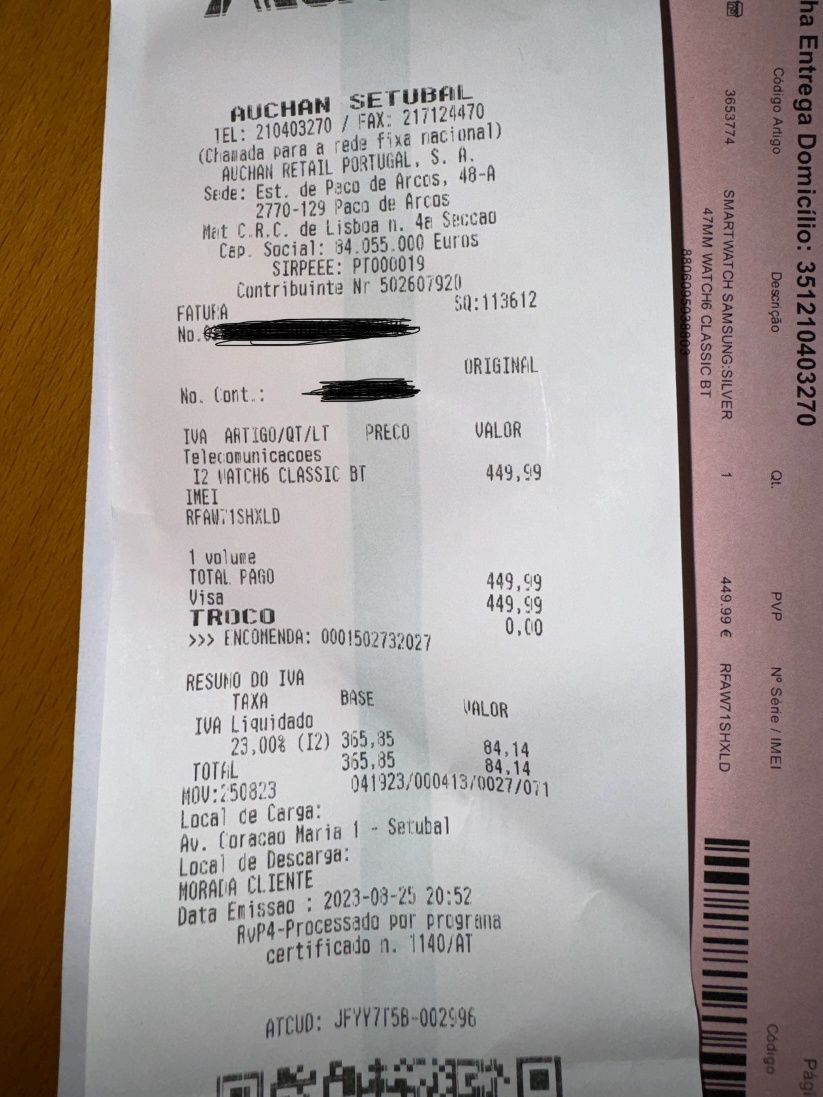 AUCHAN SETUBAL
TEL: 210403270 / FAX: 217124470
(Chamada para a rede fixa nacional)
AUCHAN RETAIL PORTUGAL, S. A.
Sede: Est. de Paco de Arcos, 48-A
2770-129 Paco de Arcos
Mat C.R.C. de Lisboa n. 4a Seccao
Cap. Social: 84.055.000 Euros
SIRPEEE: PT000019
Contribuinte Nr 502607920
FATURA SQ:113612
No.
ORIGINAL
No. Cont.:
IVA ARTIGO/QT/LT PRECO VALOR
Telecomunicacoes
I2 WATCH6 CLASSIC BT 449,99
IMEI
RFAW71SHXLD
1 volume
TOTAL PAGO 449,99
Visa 449,99
TROCO 0,00
>>> ENCOMENDA: 0001502732027
RESUMO DO IVA
TAXA BASE VALOR
IVA Liquidado
23,00% (I2) 365,85 84,14
TOTAL 365,85 84,14
MOV:250823 041923/000413/0027/071
Local de Carga:
Av. Coracao Maria 1 - Setubal
Local de Descarga:
MORADA CLIENTE
Data Emissao : 2023-08-25 20:52
RvP4-Processado por programa
certificado n. 1140/AT
ATCUD: JFYY7T5B-002996
ha Entrega Domicílio: 351210403270
Código Artigo Descrição Qt. PVP Nº Série / IMEI Código
3653774 SMARTWATCH SAMSUNG:SILVER 1 449.99 € RFAW71SHXLD
47MM WATCH6 CLASSIC BT
8806095038803
Pági